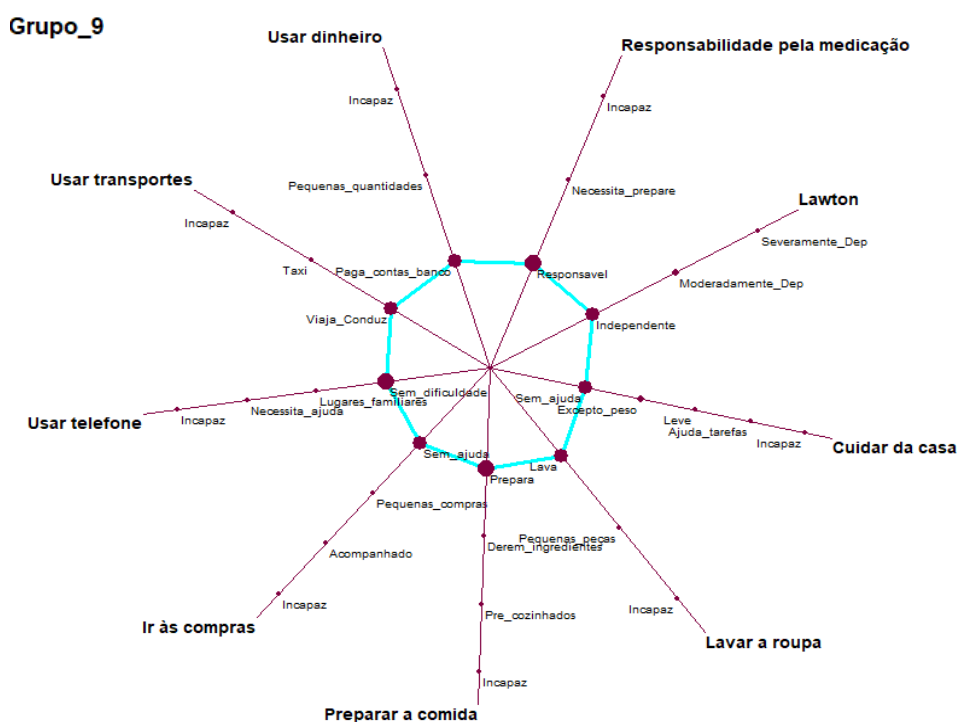 Grupo_9
Usar dinheiro
Responsabilidade pela medicação
Incapaz
Incapaz
Usar transportes
Pequenas_quantidades
Necessita_prepare
Lawton
Incapaz
Severamente_Dep
Taxi
Paga_contas_banco
Responsavel
Moderadamente_Dep
Viaja_Conduz
Independente
Sem_dificuldade
Lugares_familiares
Necessita_ajuda
Incapaz
Usar telefone
Sem_ajuda
Excepto_peso
Leve
Ajuda_tarefas
Incapaz
Cuidar da casa
Sem_ajuda
Prepara
Lava
Pequenas_compras
Derem_ingredientes
Pequenas_peças
Acompanhado
Incapaz
Pre_cozinhados
Incapaz
Ir às compras
Lavar a roupa
Incapaz
Preparar a comida